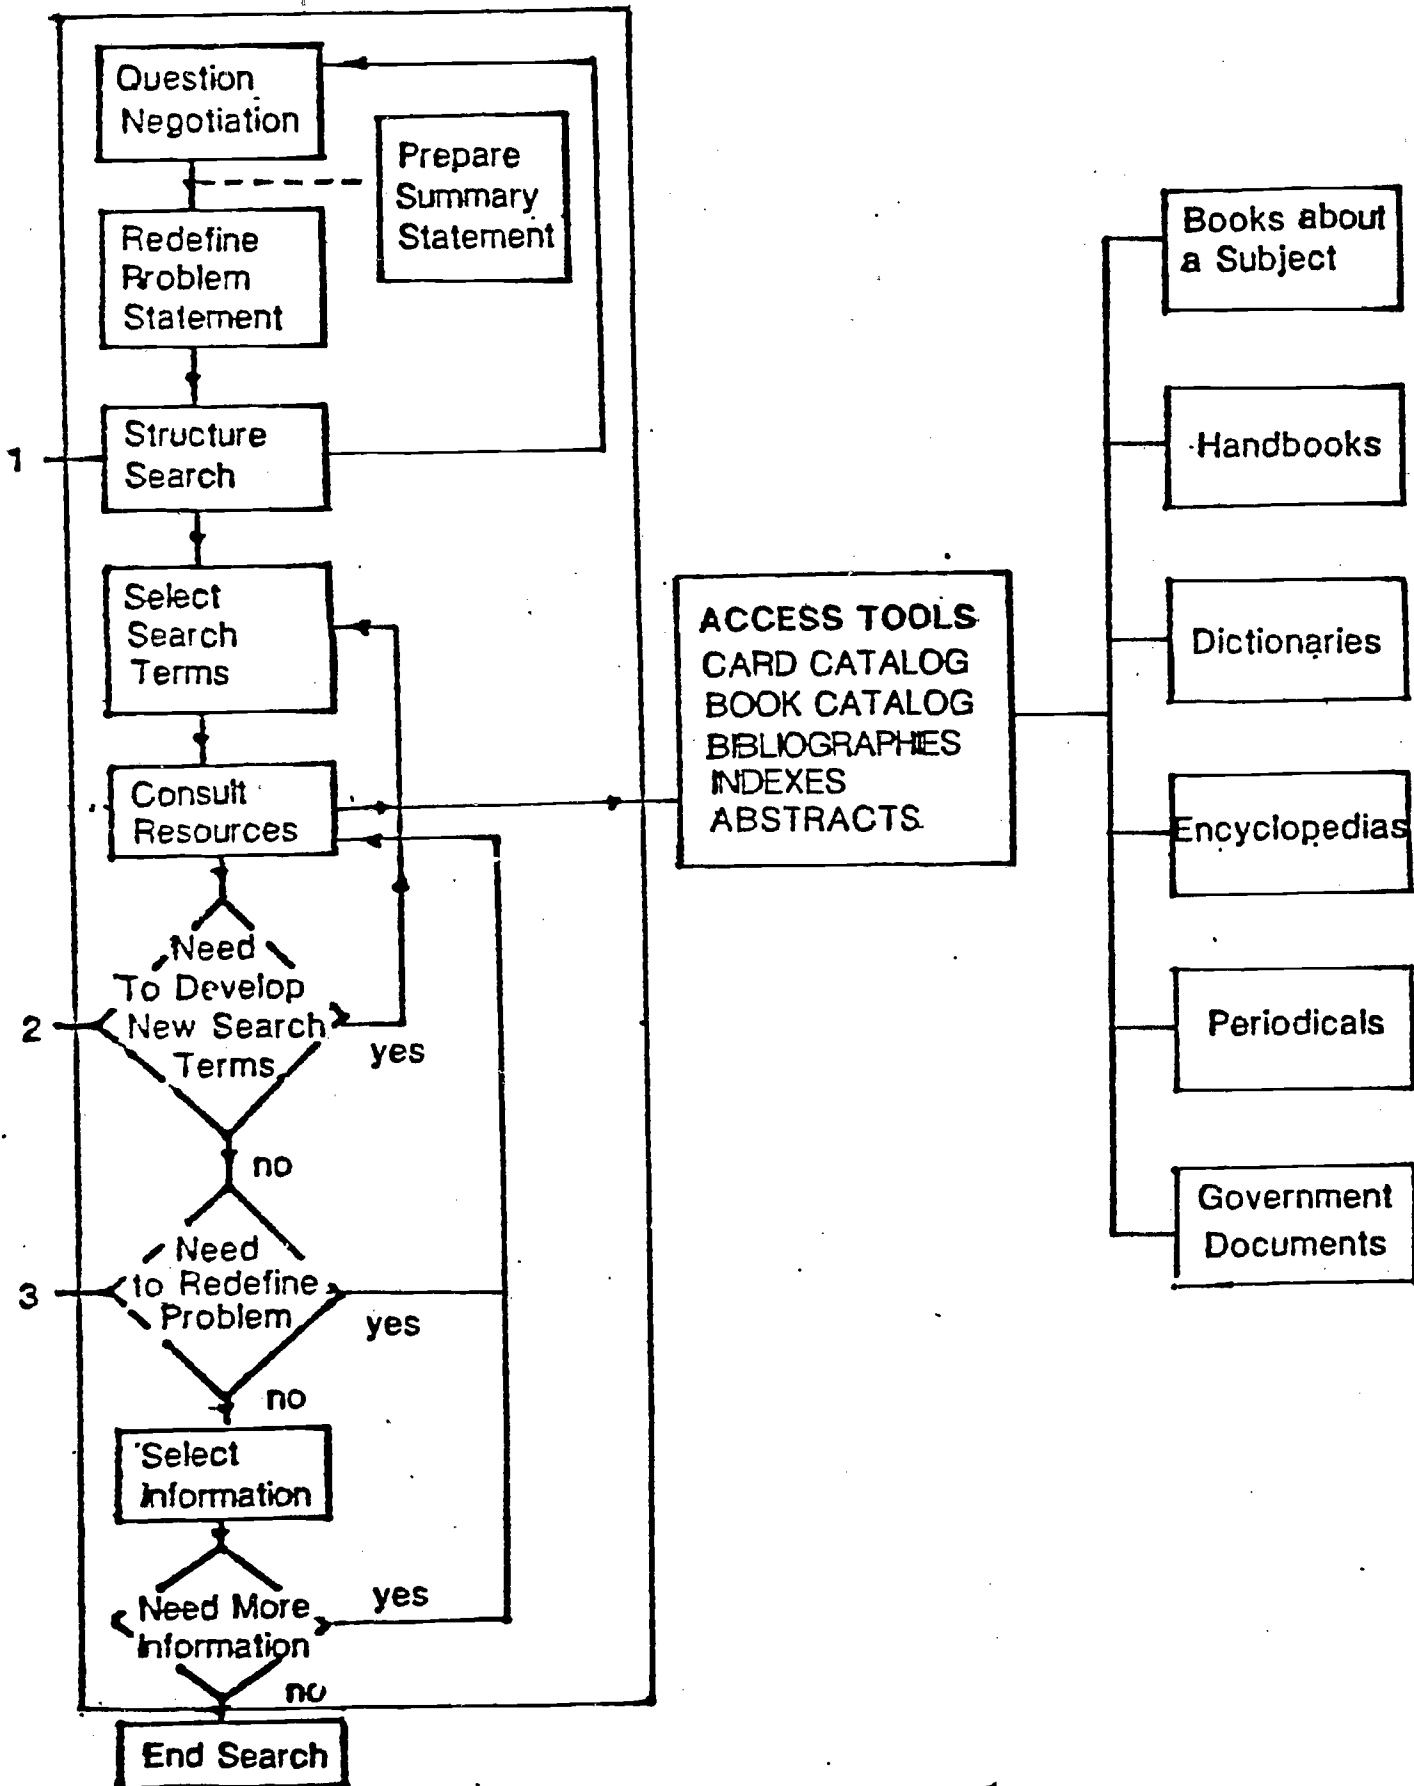 Question
Negotiation
Prepare
Summary
Statement
Redefine
Problem
Statement
1
Structure
Search
Select
Search
Terms
Consult
Resources
Need
To Develop
New Search
Terms
2
yes
no
Need
to Redefine
Problem
3
yes
no
Select
Information
Need More
Information
yes
no
End Search
ACCESS TOOLS
CARD CATALOG
BOOK CATALOG
BIBLIOGRAPHIES
INDEXES
ABSTRACTS
Books about
a Subject
Handbooks
Dictionaries
Encyclopedias
Periodicals
Government
Documents